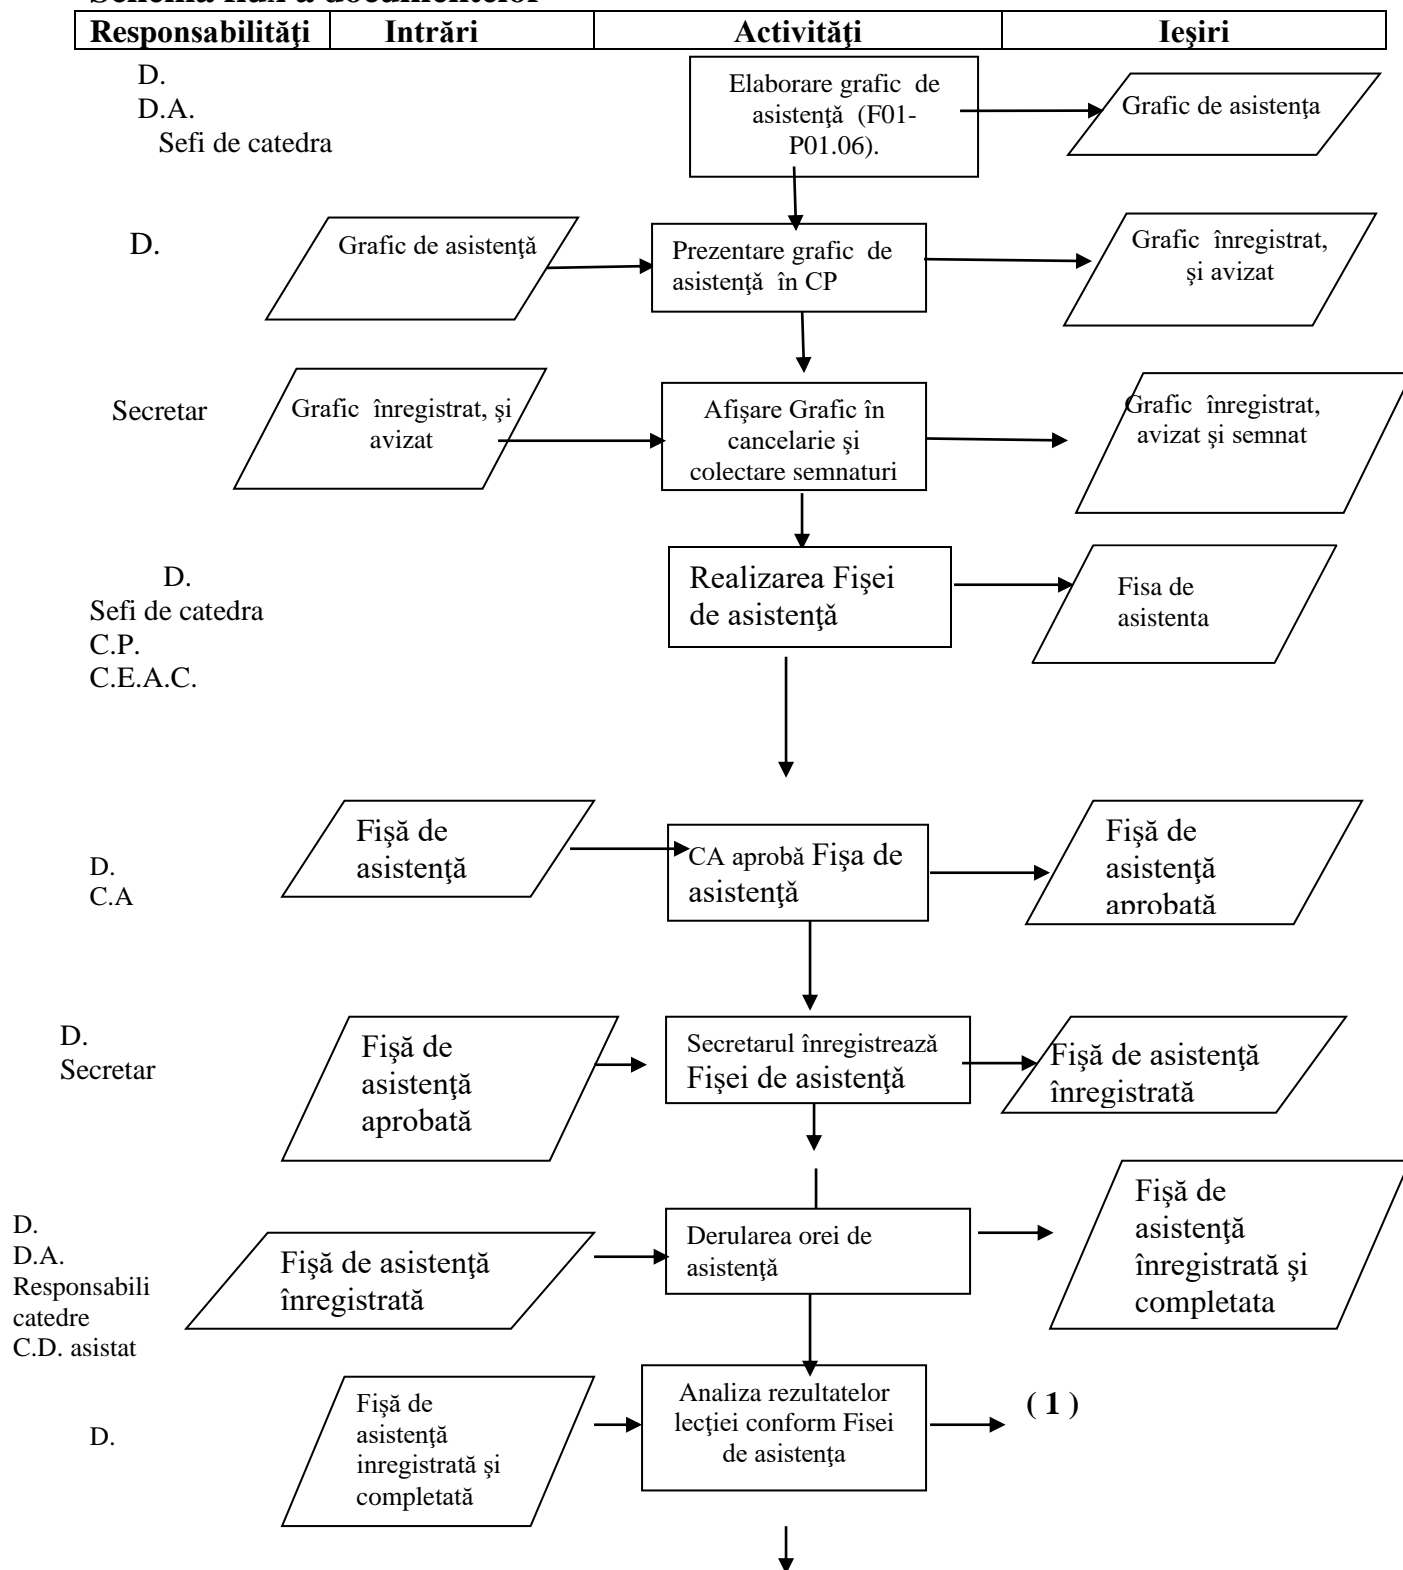 Schema flux a documentelor
Responsabilităţi Intrări Activităţi Ieşiri
D.
D.A.
Sefi de catedra
Elaborare grafic de
asistenţă (F01-
P01.06).
Grafic de asistenţa
D.
Grafic de asistenţă
Prezentare grafic de
asistenţă în CP
Grafic înregistrat,
şi avizat
Secretar
Grafic înregistrat, şi
avizat
Afişare Grafic în
cancelarie şi
colectare semnaturi
Grafic înregistrat,
avizat şi semnat
D.
Sefi de catedra
C.P.
C.E.A.C.
Realizarea Fişei
de asistenţă
Fisa de
asistenta
D.
C.A
Fişă de
asistenţă
CA aprobă Fişa de
asistenţă
Fişă de
asistenţă
aprobată
D.
Secretar
Fişă de
asistenţă
aprobată
Secretarul înregistrează
Fişei de asistenţă
Fişă de asistenţă
înregistrată
D.
D.A.
Responsabili
catedre
C.D. asistat
Fişă de asistenţă
înregistrată
Derularea orei de
asistenţă
Fişă de
asistenţă
înregistrată şi
completata
D.
Fişă de
asistenţă
inregistrată şi
completată
Analiza rezultatelor
lecţiei conform Fisei
de asistenţa
( 1 )